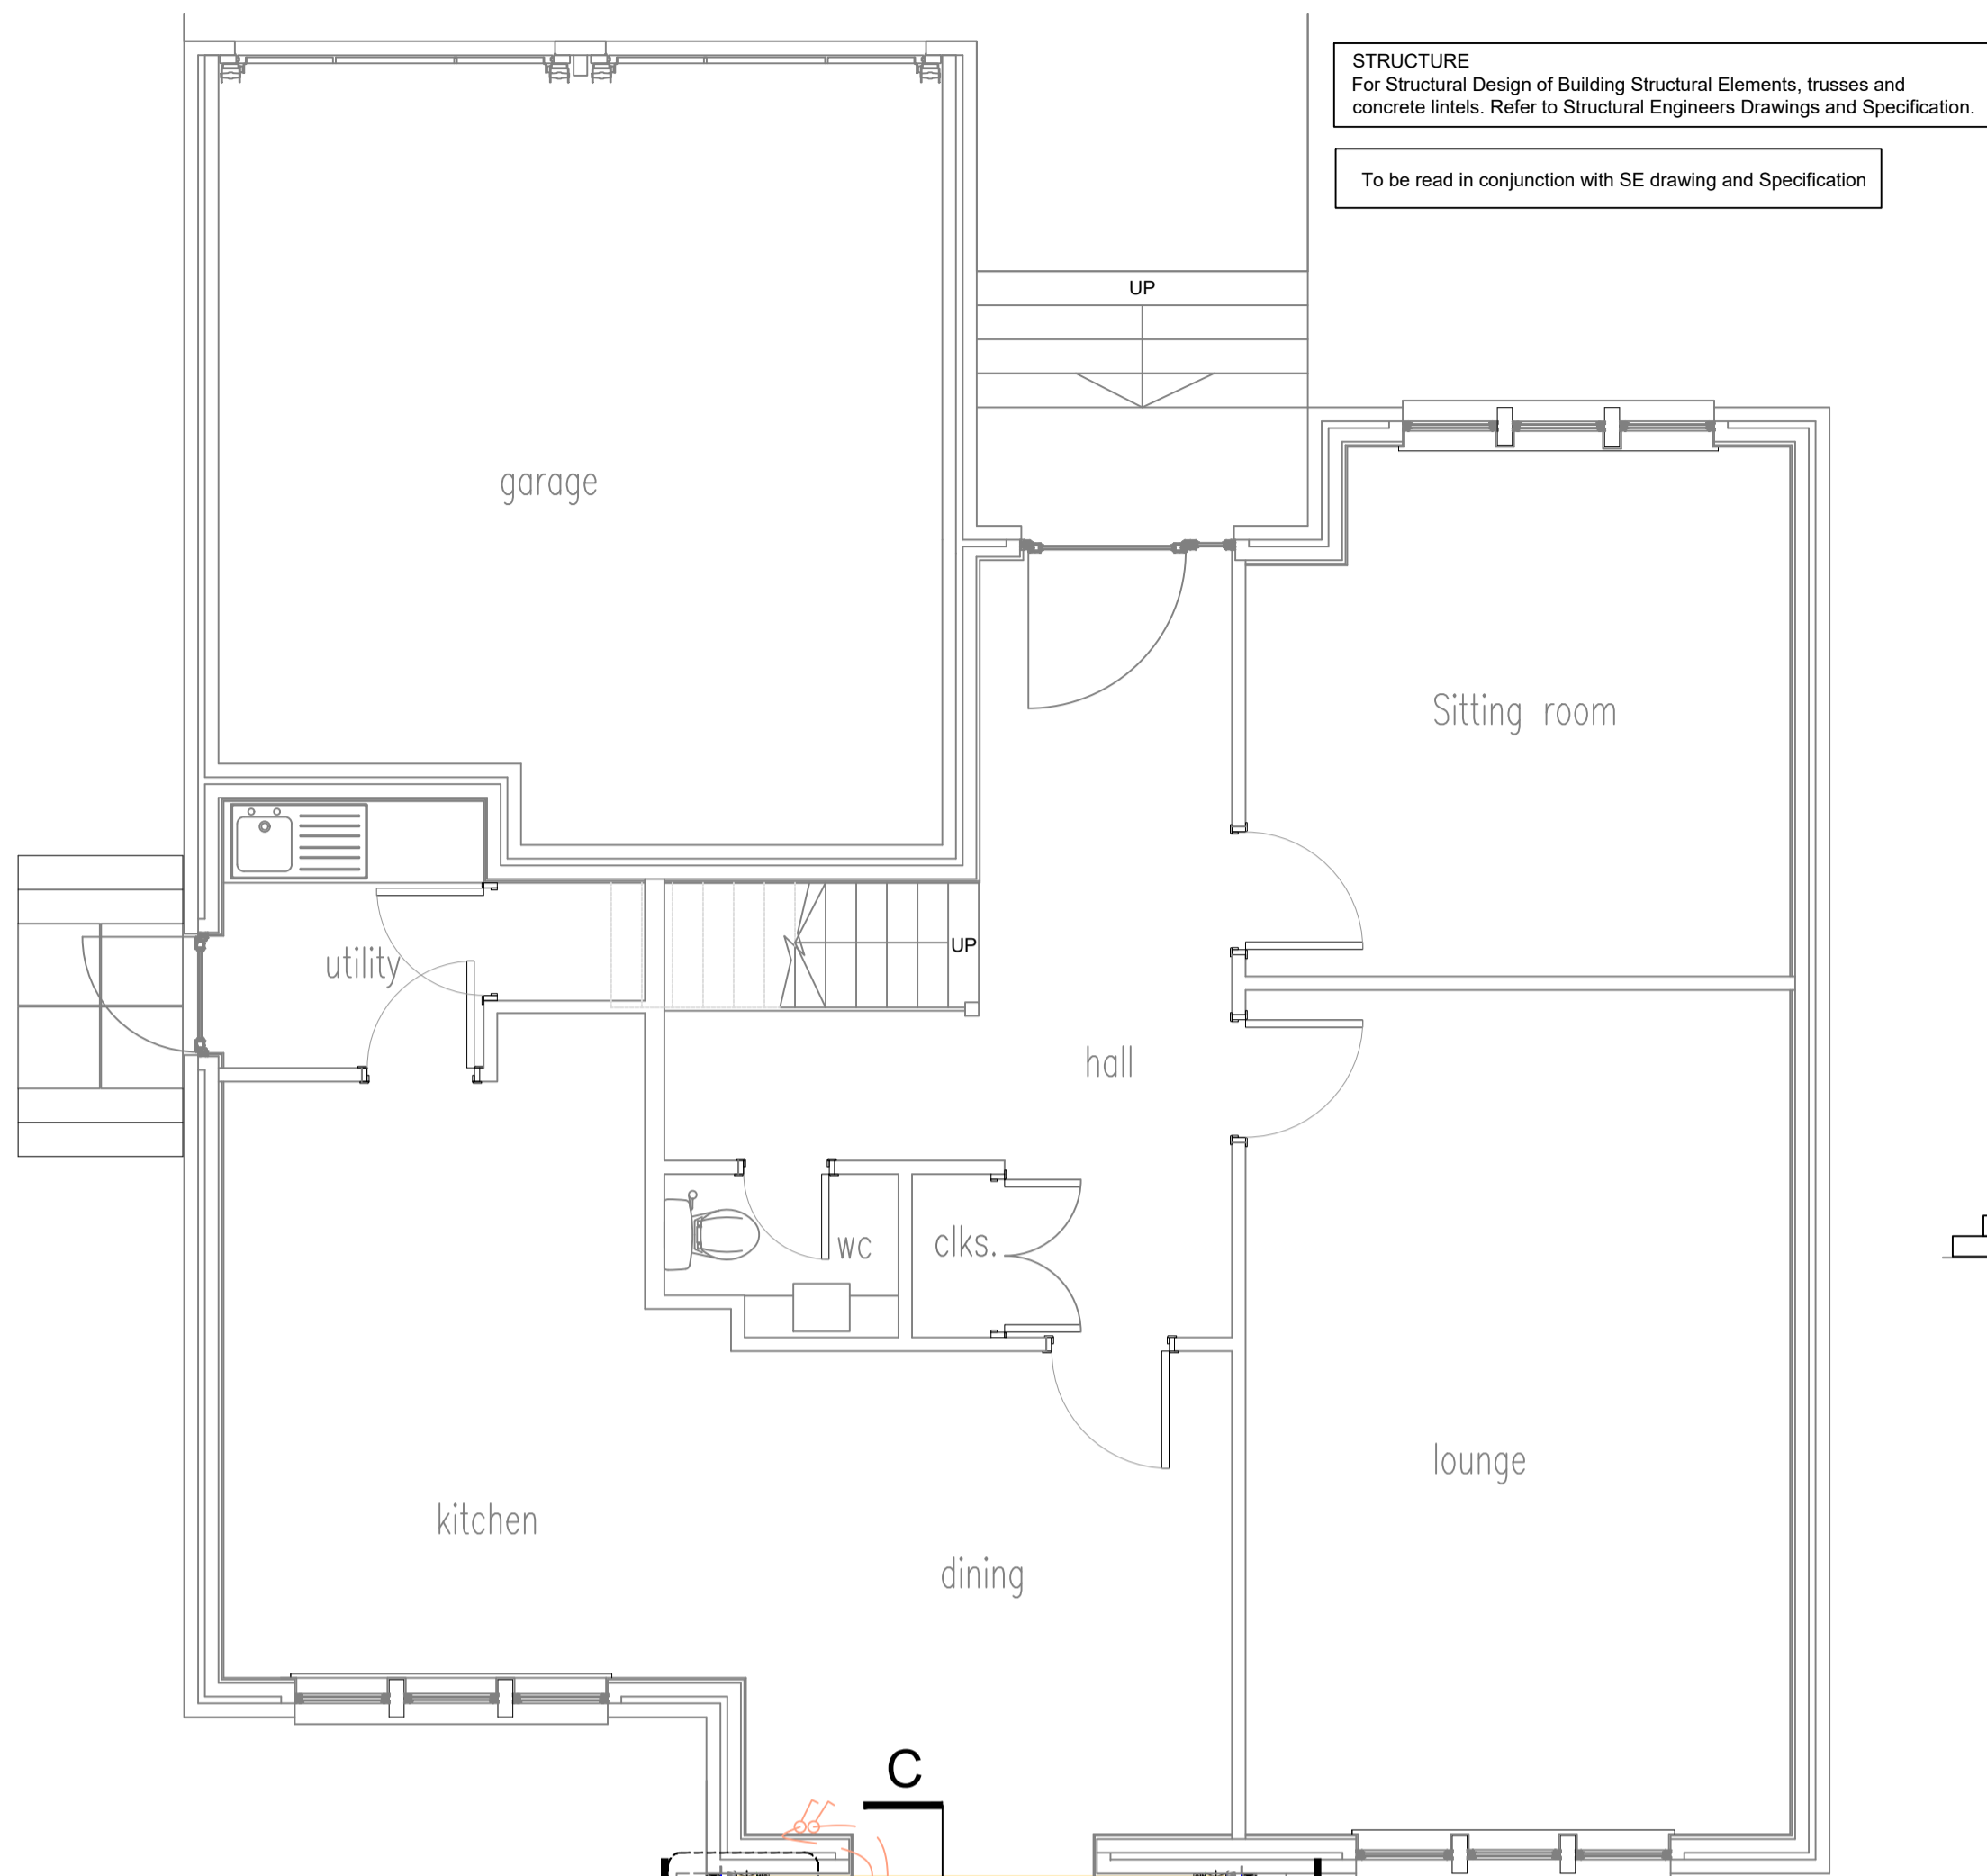 STRUCTURE
For Structural Design of Building Structural Elements, trusses and
concrete lintels. Refer to Structural Engineers Drawings and Specification.
To be read in conjunction with SE drawing and Specification
UP
garage
Sitting room
UP
utility
hall
wc
clks.
lounge
kitchen
dining
C